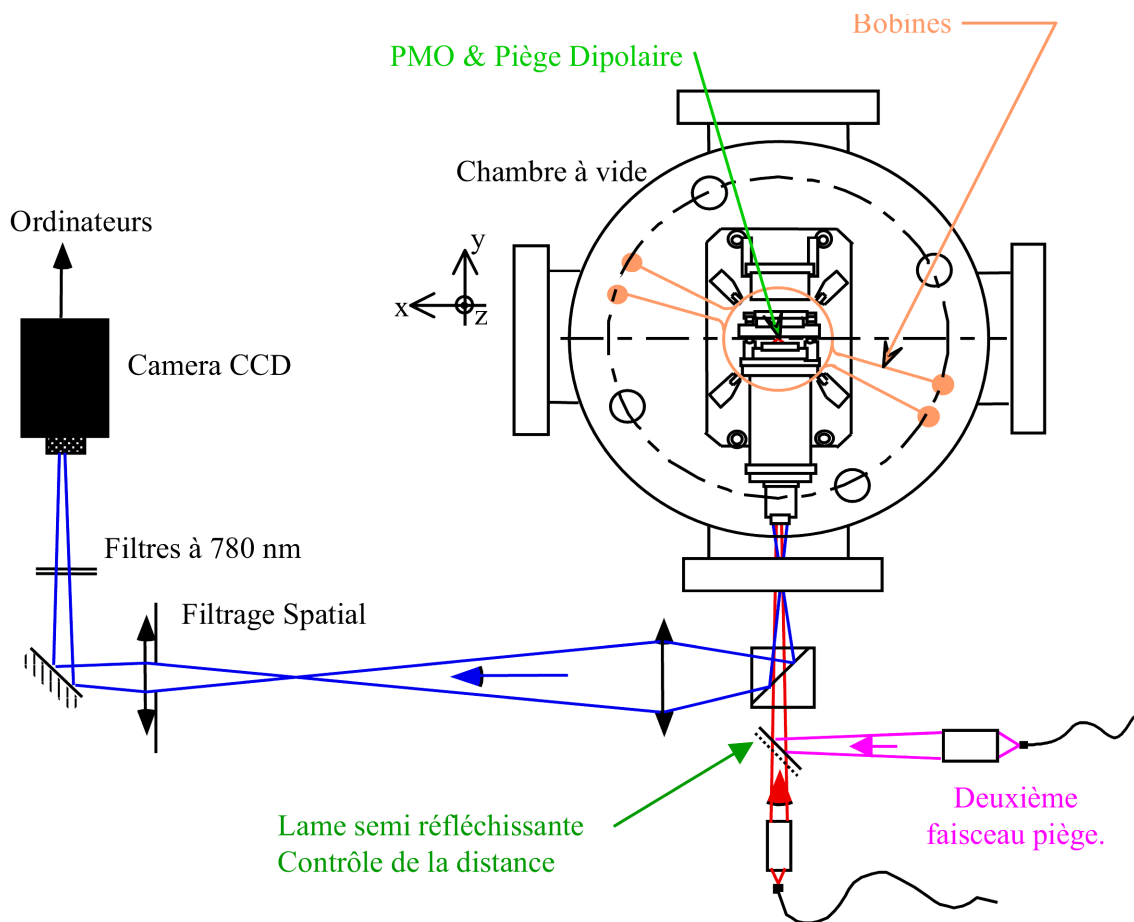 Bobines
PMO & Piège Dipolaire
Chambre à vide
Ordinateurs
y
x
z
Camera CCD
Filtres à 780 nm
Filtrage Spatial
Lame semi réfléchissante
Contrôle de la distance
Deuxième
faisceau piège.